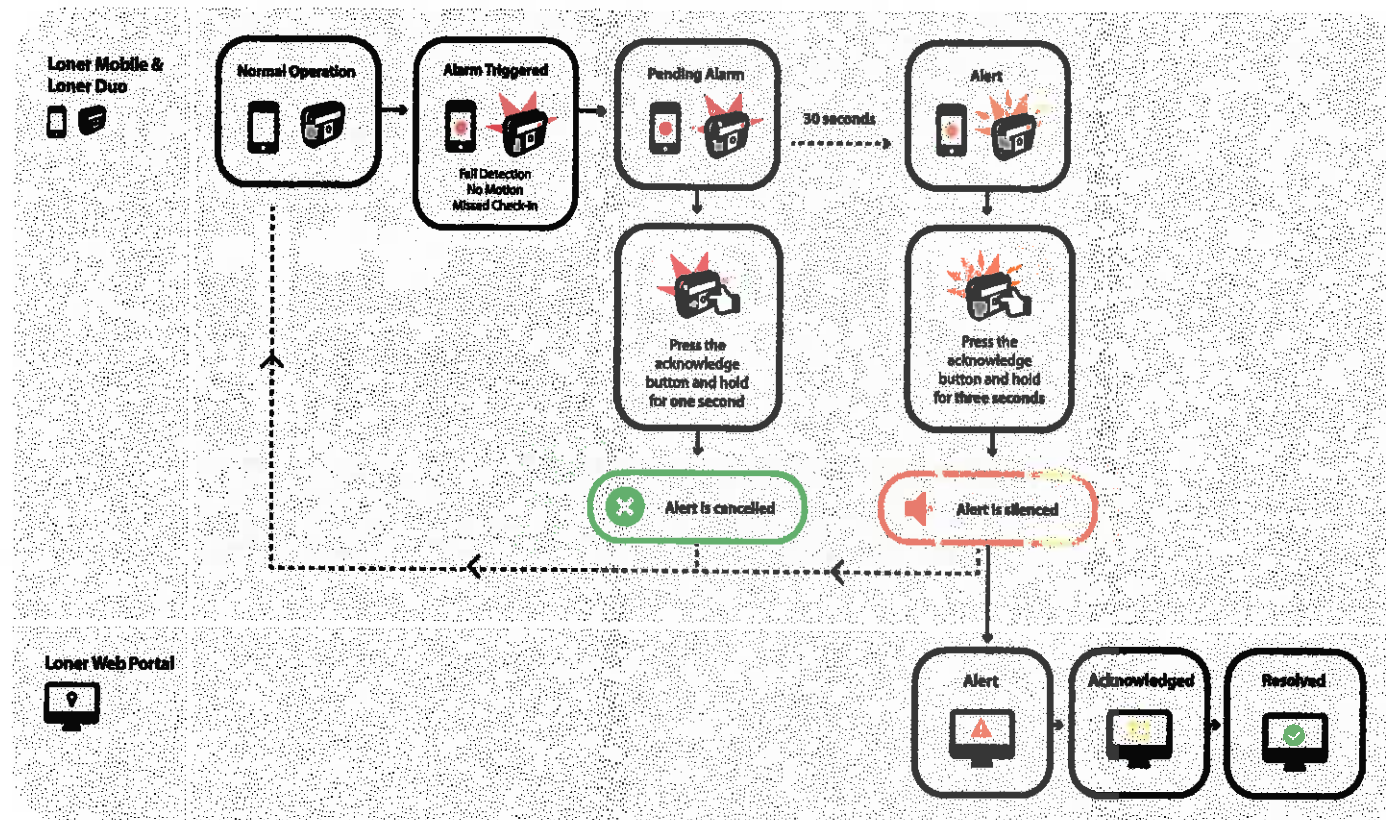 Loner Mobile &
Loner Duo
Normal Operation
Alarm Triggered
Fall Detection
No Motion
Missed Check-in
Pending Alarm
30 seconds
Alert
Press the
acknowledge
button and hold
for one second
Press the
acknowledge
button and hold
for three seconds
Alert is cancelled
Alert is silenced
Loner Web Portal
Alert
Acknowledged
Resolved